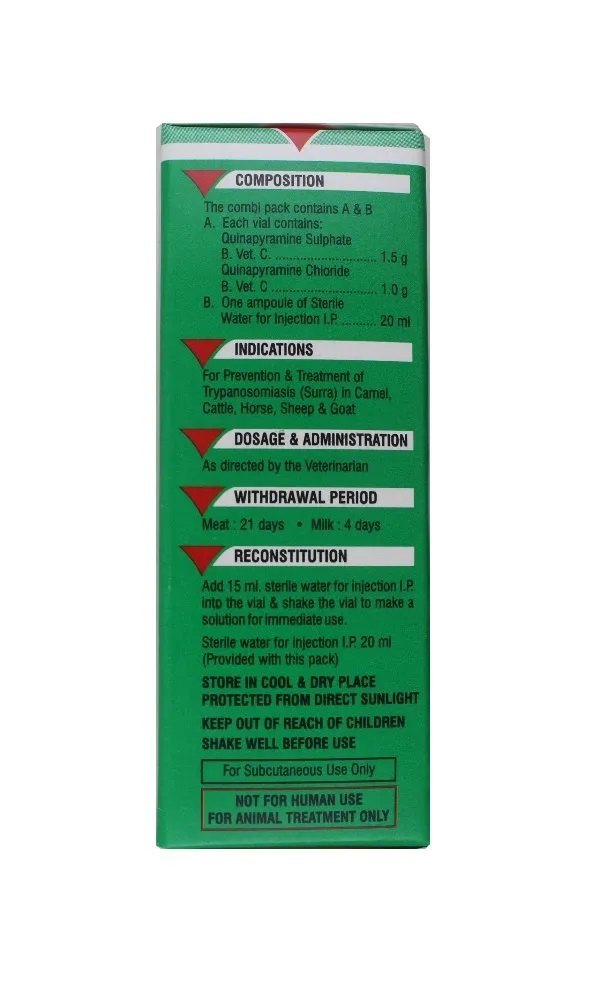 COMPOSITION
The combi pack contains A & B
A. Each vial contains:
Quinapyramine Sulphate
B. Vet. C. .............................. 1.5 g
Quinapyramine Chloride
B. Vet. C .............................. 1.0 g
B. One ampoule of Sterile
Water for Injection I.P. .......... 20 ml
INDICATIONS
For Prevention & Treatment of
Trypanosomiasis (Surra) in Camel,
Cattle, Horse, Sheep & Goat
DOSAGE & ADMINISTRATION
As directed by the Veterinarian
WITHDRAWAL PERIOD
Meat : 21 days • Milk : 4 days
RECONSTITUTION
Add 15 ml. sterile water for injection I.P.
into the vial & shake the vial to make a
solution for immediate use.
Sterile water for injection I.P. 20 ml
(Provided with this pack)
STORE IN COOL & DRY PLACE
PROTECTED FROM DIRECT SUNLIGHT
KEEP OUT OF REACH OF CHILDREN
SHAKE WELL BEFORE USE
For Subcutaneous Use Only
NOT FOR HUMAN USE
FOR ANIMAL TREATMENT ONLY